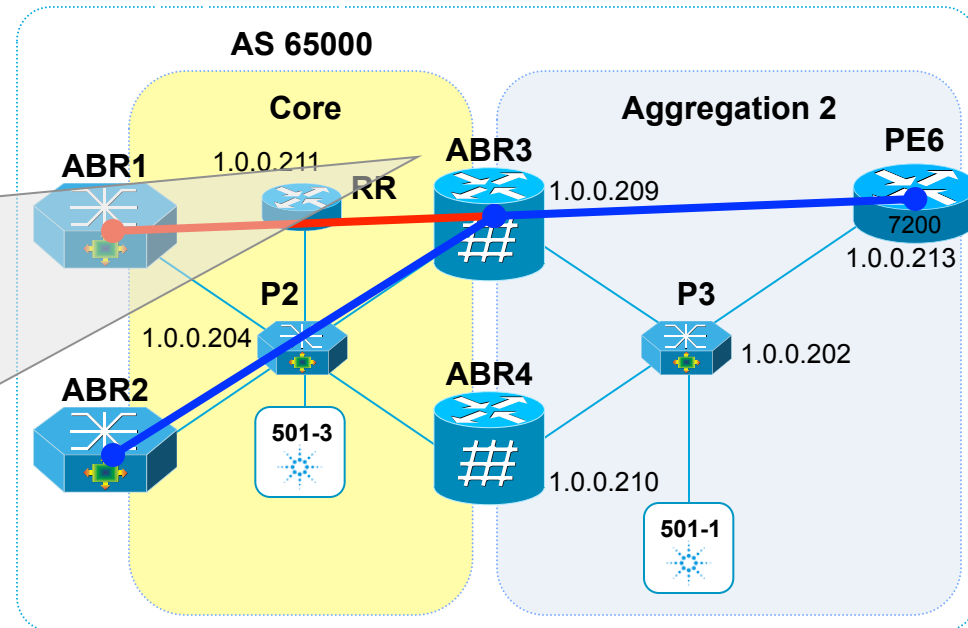 AS 65000
Core
Aggregation 2
ABR1
1.0.0.211
RR
ABR3
1.0.0.209
PE6
7200
1.0.0.213
P2
1.0.0.204
P3
1.0.0.202
ABR2
501-3
ABR4
1.0.0.210
501-1